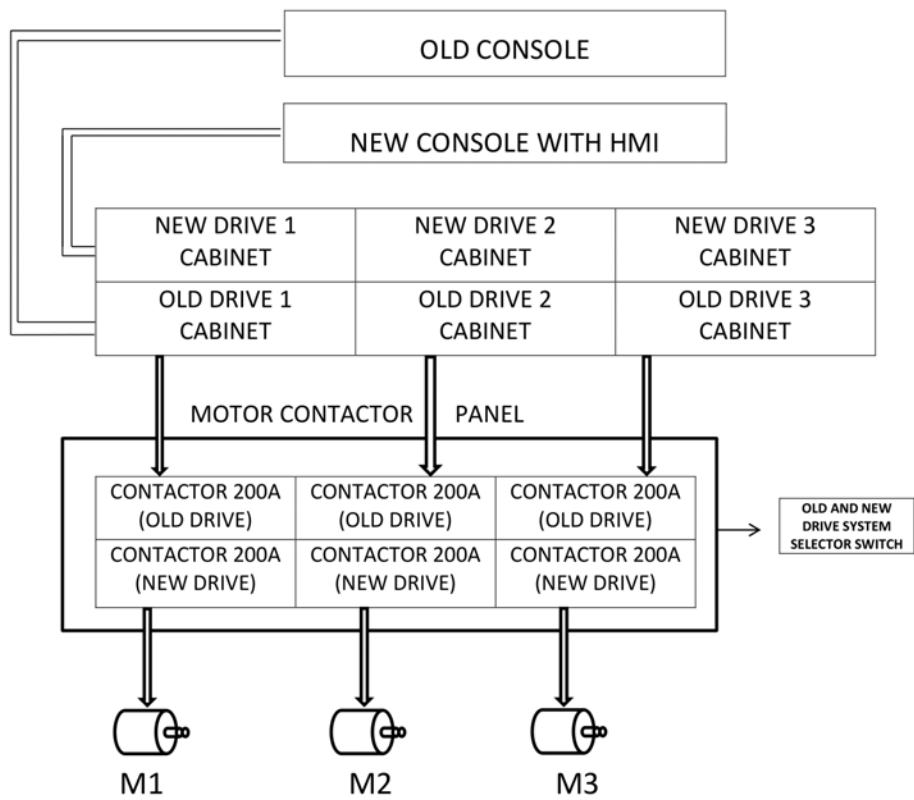 OLD CONSOLE
NEW CONSOLE WITH HMI
NEW DRIVE 1
CABINET
NEW DRIVE 2
CABINET
NEW DRIVE 3
CABINET
OLD DRIVE 1
CABINET
OLD DRIVE 2
CABINET
OLD DRIVE 3
CABINET
MOTOR CONTACTOR PANEL
CONTACTOR 200A
(OLD DRIVE)
CONTACTOR 200A
(OLD DRIVE)
CONTACTOR 200A
(OLD DRIVE)
CONTACTOR 200A
(NEW DRIVE)
CONTACTOR 200A
(NEW DRIVE)
CONTACTOR 200A
(NEW DRIVE)
OLD AND NEW
DRIVE SYSTEM
SELECTOR SWITCH
M1
M2
M3